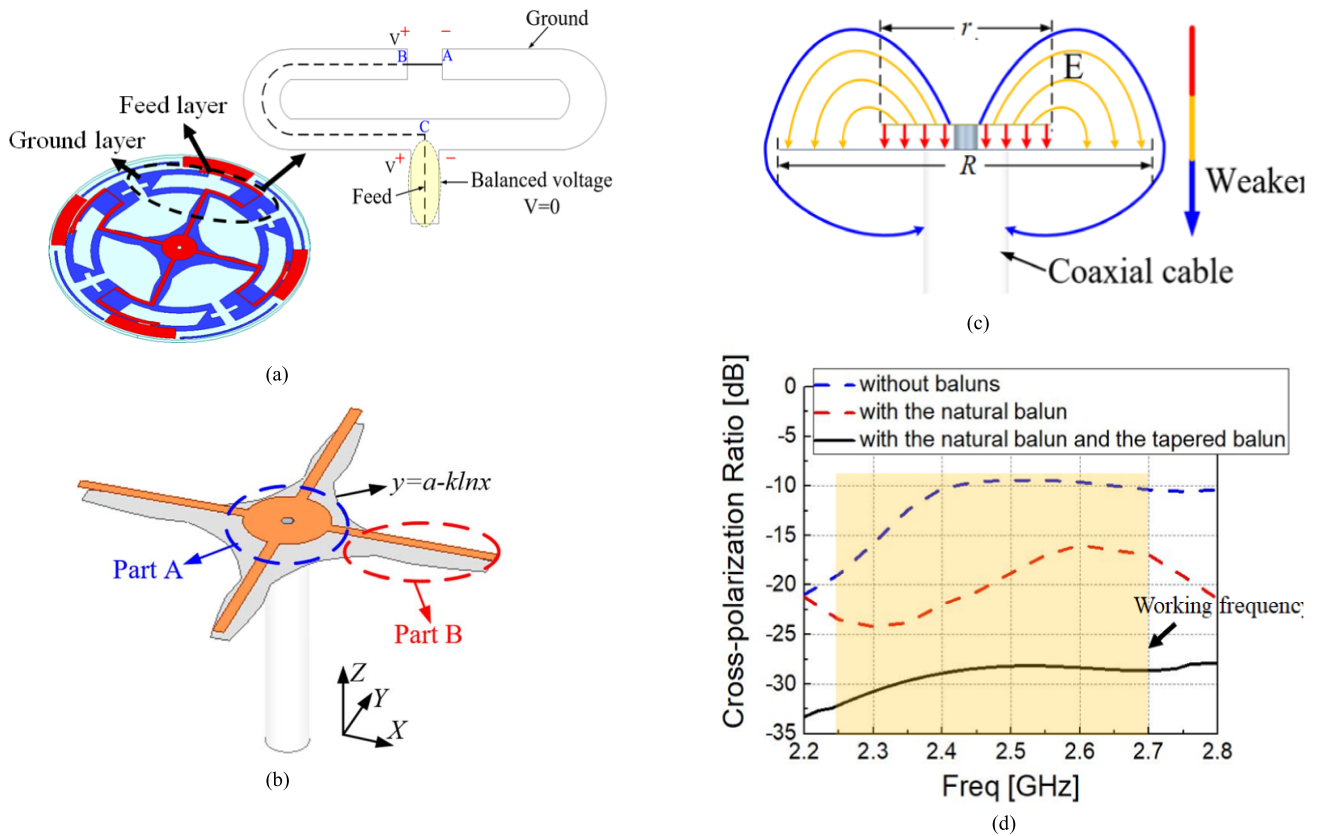 Ground
V+
−
B
A
Feed layer
Ground layer
C
V+
−
Feed
Balanced voltage
V=0
(a)
r
E
R
Weaker
Coaxial cable
(c)
y=a-klnx
Part A
Part B
Z
Y
X
(b)
Cross-polarization Ratio [dB]
0
-5
-10
-15
-20
-25
-30
-35
without baluns
with the natural balun
with the natural balun and the tapered balun
Working frequency
2.2 2.3 2.4 2.5 2.6 2.7 2.8
Freq [GHz]
(d)